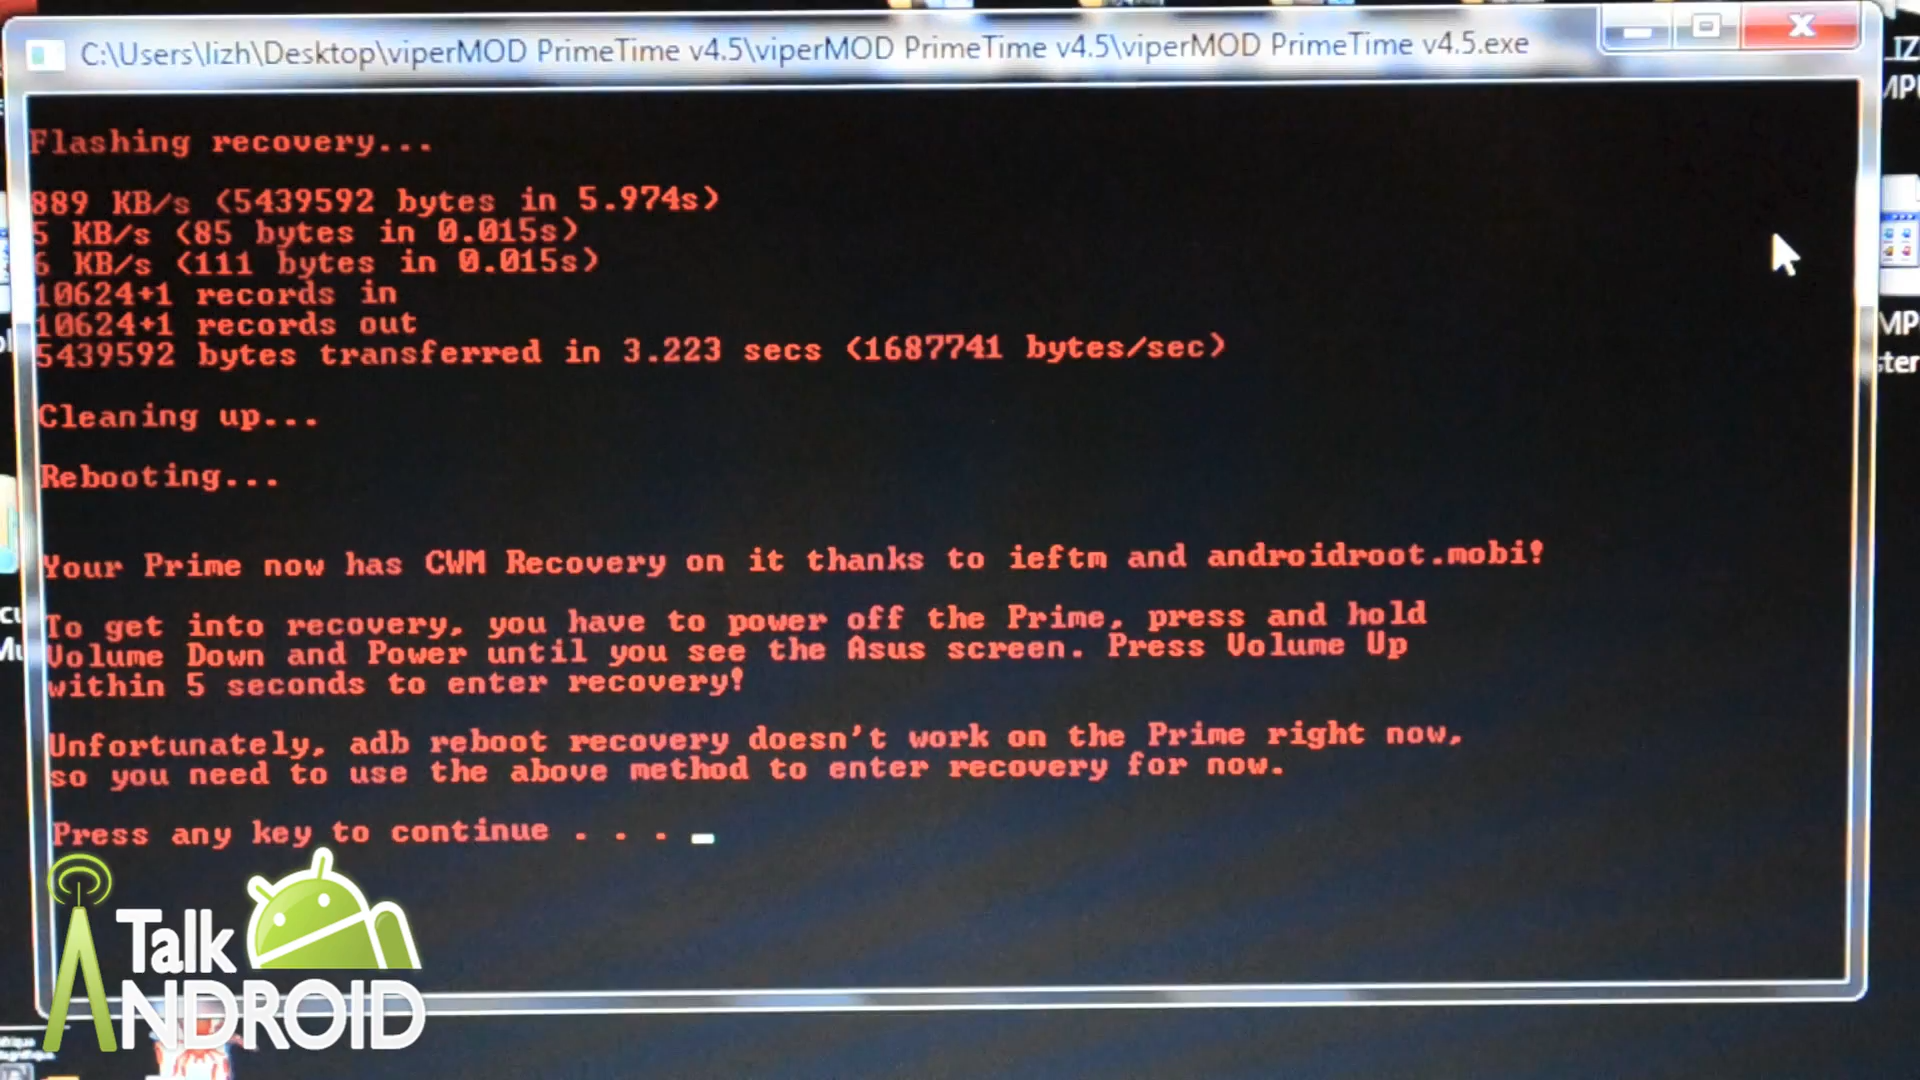 C:\Users\lizh\Desktop\viperMOD PrimeTime v4.5\viperMOD PrimeTime v4.5\viperMOD PrimeTime v4.5.exe
Flashing recovery...
889 KB/s (5439592 bytes in 5.974s)
5 KB/s (85 bytes in 0.015s)
6 KB/s (111 bytes in 0.015s)
10624+1 records in
10624+1 records out
5439592 bytes transferred in 3.223 secs (1687741 bytes/sec)
Cleaning up...
Rebooting...
Your Prime now has CWM Recovery on it thanks to ieftm and androidroot.mobi!
To get into recovery, you have to power off the Prime, press and hold
Volume Down and Power until you see the Asus screen. Press Volume Up
within 5 seconds to enter recovery!
Unfortunately, adb reboot recovery doesn't work on the Prime right now,
so you need to use the above method to enter recovery for now.
Press any key to continue . . .
Talk
ANDROID